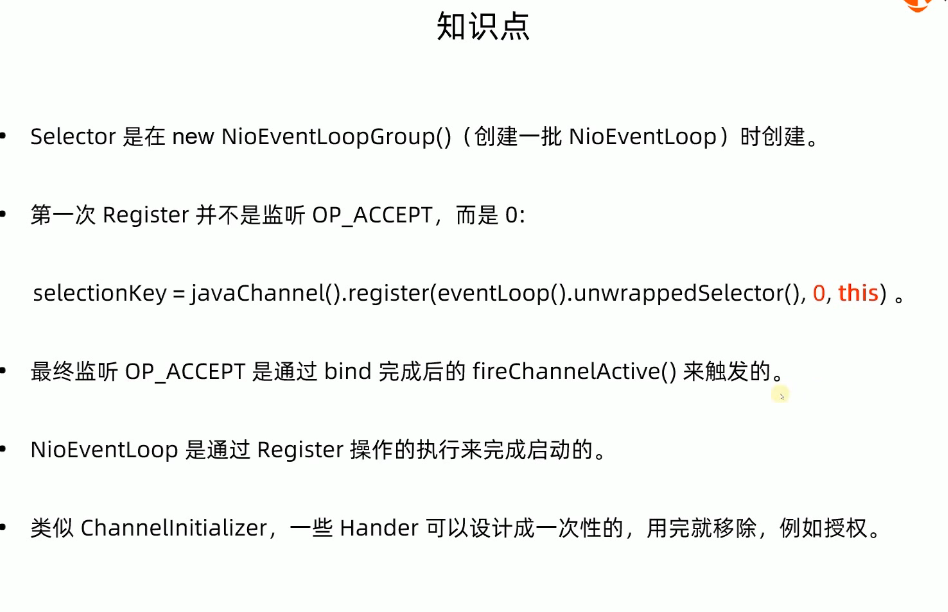 知识点
• Selector 是在 new NioEventLoopGroup()（创建一批 NioEventLoop）时创建。
• 第一次 Register 并不是监听 OP_ACCEPT，而是 0:
selectionKey = javaChannel().register(eventLoop().unwrappedSelector(), 0, this) 。
• 最终监听 OP_ACCEPT 是通过 bind 完成后的 fireChannelActive() 来触发的。
• NioEventLoop 是通过 Register 操作的执行来完成启动的。
• 类似 ChannelInitializer，一些 Hander 可以设计成一次性的，用完就移除，例如授权。